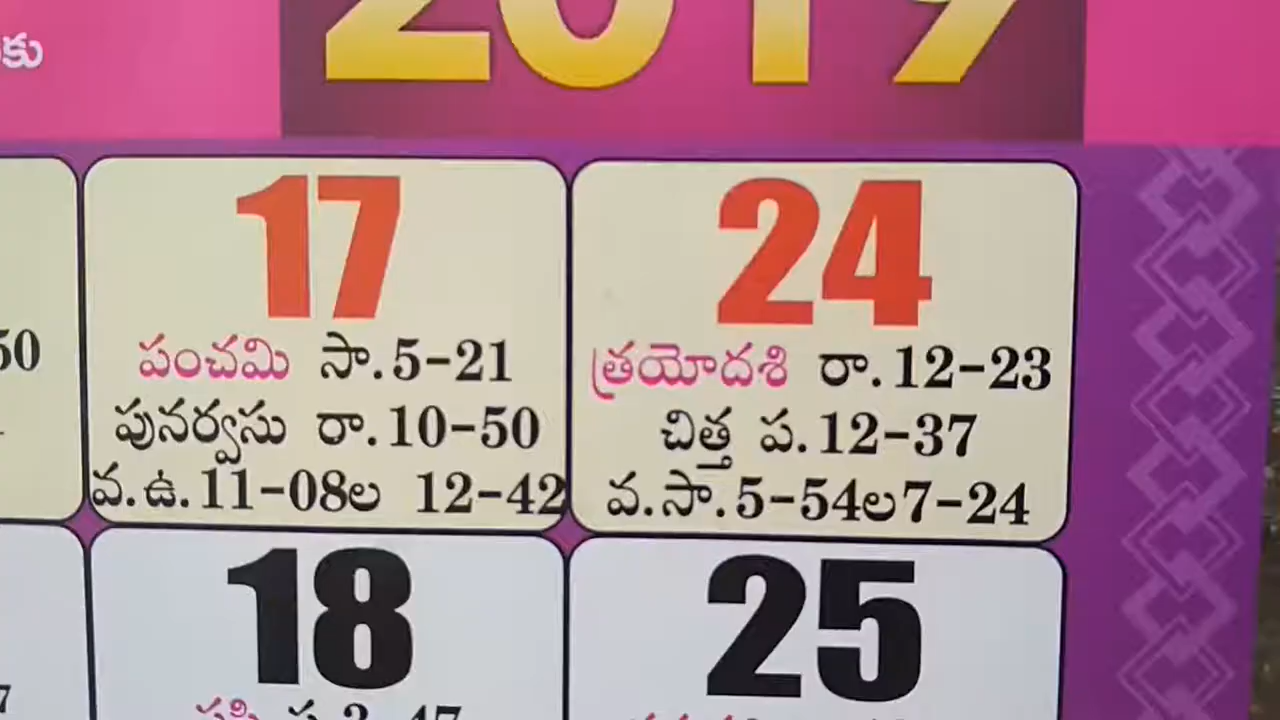 2019
కు
17
పంచమి సా.5-21
పునర్వసు రా.10-50
వ.ఉ.11-08ల 12-42
24
త్రయోదశి రా.12-23
చిత్త ప.12-37
వ.సా.5-54ల7-24
50
18
25